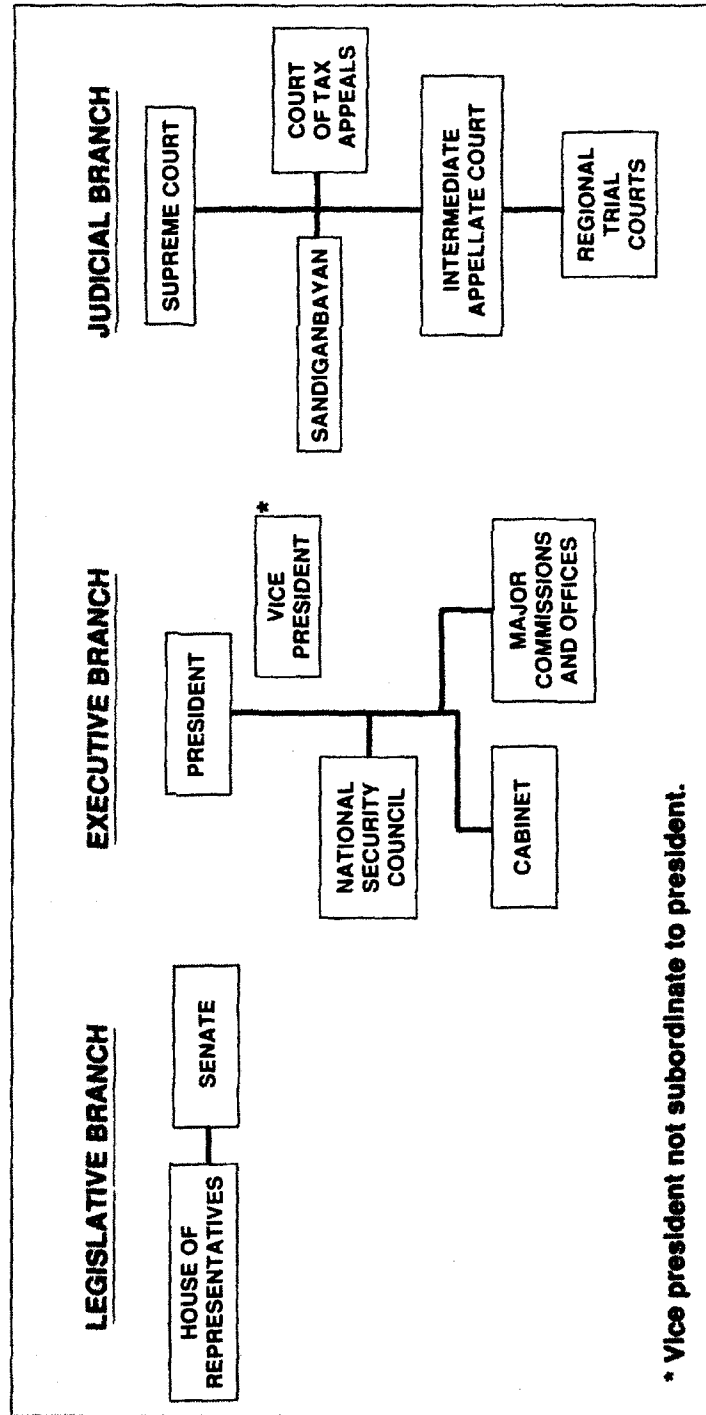 LEGISLATIVE BRANCH
HOUSE OF
REPRESENTATIVES
SENATE
EXECUTIVE BRANCH
PRESIDENT
VICE
PRESIDENT
*
NATIONAL
SECURITY
COUNCIL
CABINET
MAJOR
COMMISSIONS
AND OFFICES
JUDICIAL BRANCH
SUPREME COURT
SANDIGANBAYAN
COURT
OF TAX
APPEALS
INTERMEDIATE
APPELLATE COURT
REGIONAL
TRIAL
COURTS
* Vice president not subordinate to president.